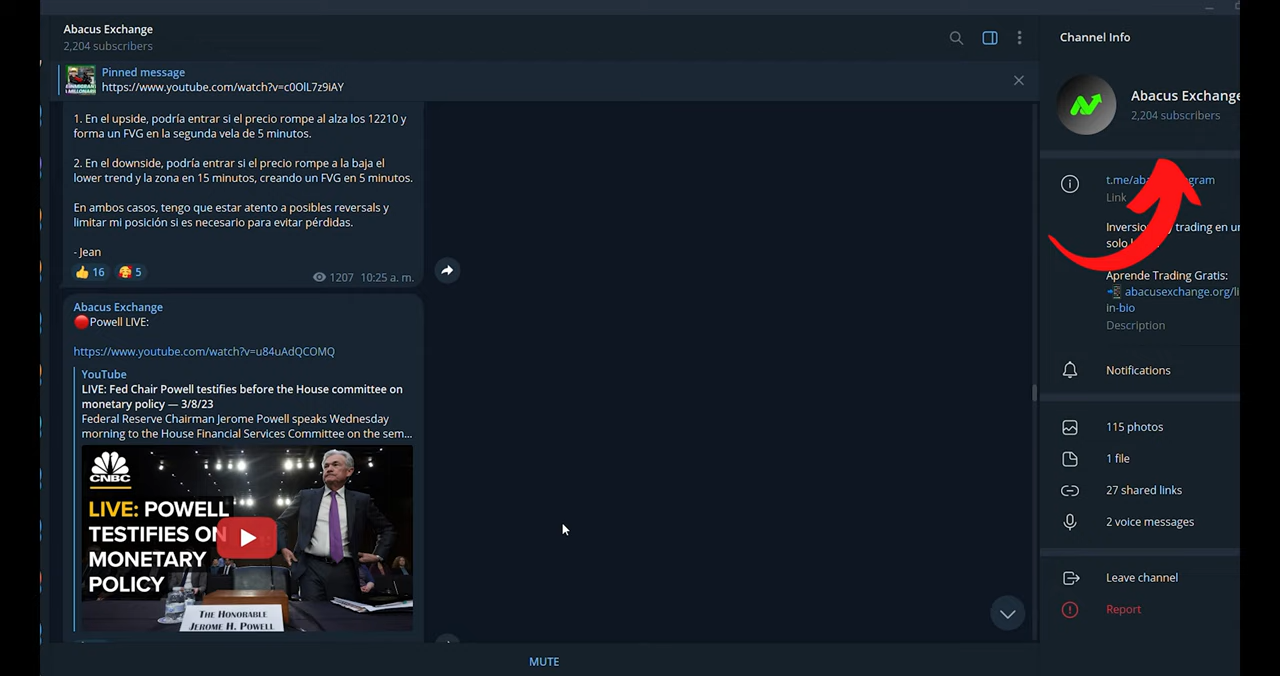 Abacus Exchange
2,204 subscribers
Pinned message
https://www.youtube.com/watch?v=c0OlL7z9iAY
1. En el upside, podría entrar si el precio rompe al alza los 12210 y
forma un FVG en la segunda vela de 5 minutos.
2. En el downside, podría entrar si el precio rompe a la baja el
lower trend y la zona en 15 minutos, creando un FVG en 5 minutos.
En ambos casos, tengo que estar atento a posibles reversals y
limitar mi posición si es necesario para evitar pérdidas.
- Jean
16
5
1207 10:25 a. m.
Abacus Exchange
Powell LIVE:
https://www.youtube.com/watch?v=u84uAdQCOMQ
YouTube
LIVE: Fed Chair Powell testifies before the House committee on
monetary policy — 3/8/23
Federal Reserve Chairman Jerome Powell speaks Wednesday
morning to the House Financial Services Committee on the sem...
CNBC
LIVE: POWELL
TESTIFIES ON
MONETARY
POLICY
THE HONORABLE
JEROME H. POWELL
MUTE
Channel Info
Abacus Exchange
2,204 subscribers
t.me/aba gram
Link
Inversio y trading en un
solo
Aprende Trading Gratis:
abacusexchange.org/li
in-bio
Description
Notifications
115 photos
1 file
27 shared links
2 voice messages
Leave channel
Report